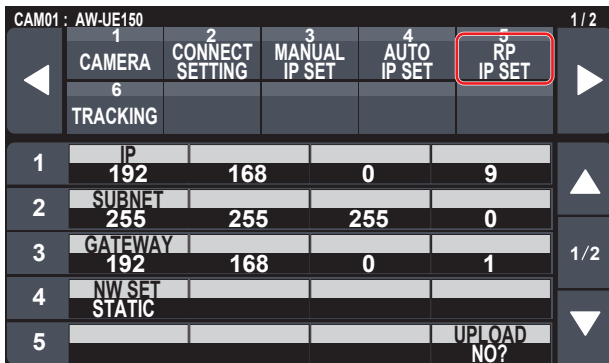 CAM01 : AW-UE150 1 / 2
1 2 3 4 5
CAMERA CONNECT SETTING MANUAL IP SET AUTO IP SET RP IP SET
6
TRACKING
IP
1 192 168 0 9
SUBNET
2 255 255 255 0
GATEWAY
3 192 168 0 1 1/2
NW SET
4 STATIC
UPLOAD
5 NO?